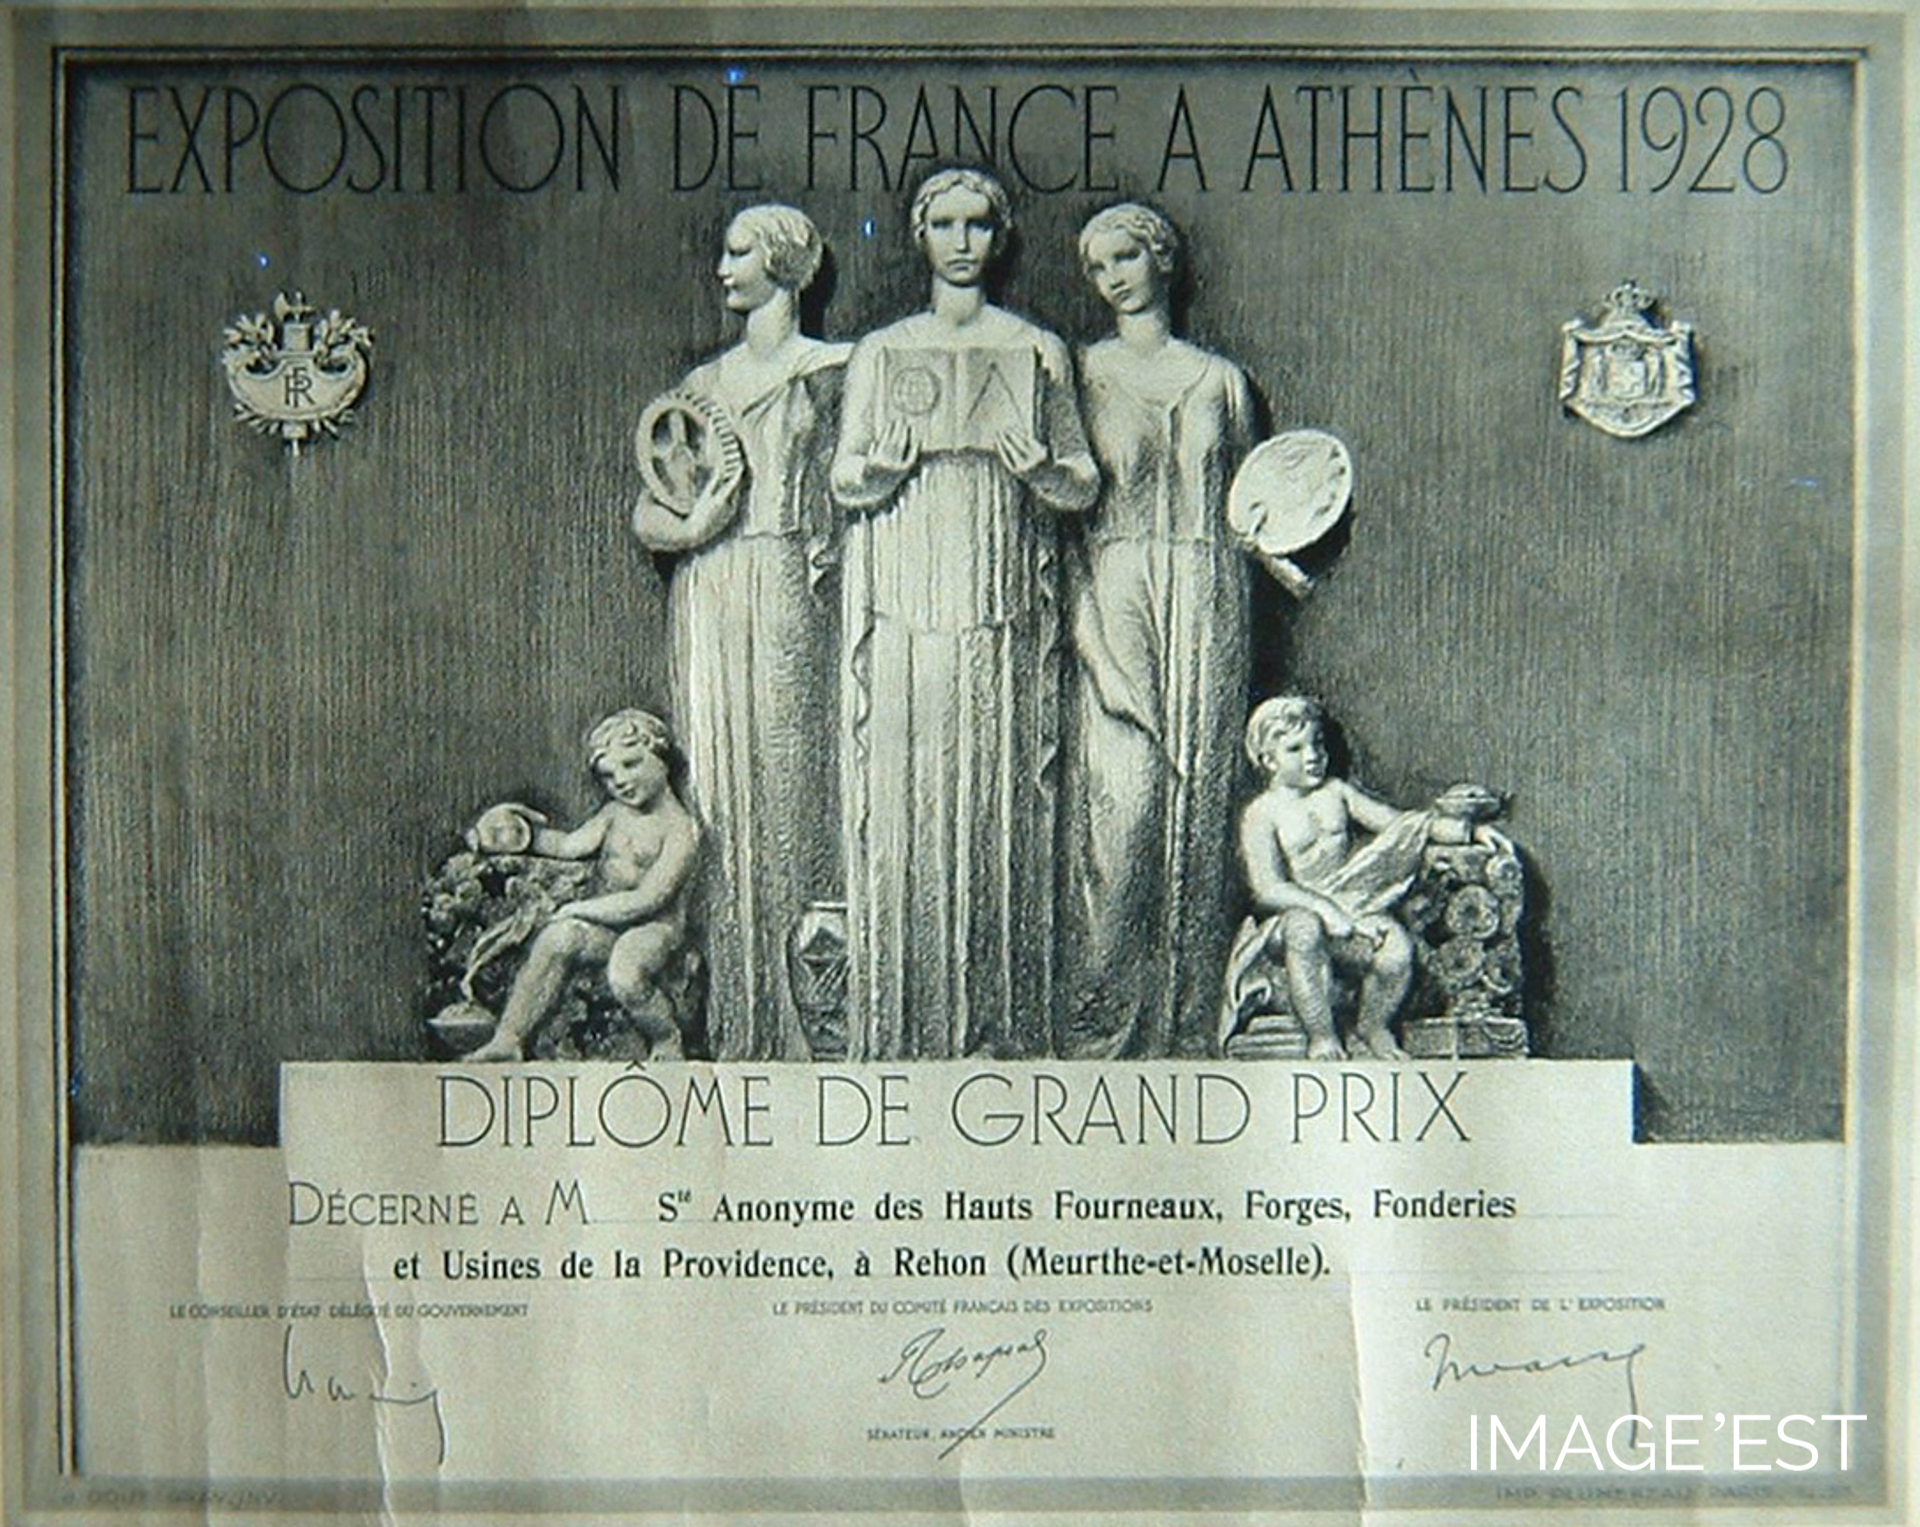 EXPOSITION DE FRANCE A ATHÈNES 1928
RF
DIPLÔME DE GRAND PRIX
DÉCERNÉ A M Sté Anonyme des Hauts Fourneaux, Forges, Fonderies
et Usines de la Providence, à Rehon (Meurthe-et-Moselle).
LE CONSEILLER D'ÉTAT DÉLÉGUÉ DU GOUVERNEMENT
LE PRÉSIDENT DU COMITÉ FRANÇAIS DES EXPOSITIONS
LE PRÉSIDENT DE L'EXPOSITION
SÉNATEUR, ANCIEN MINISTRE
IMAGE'EST